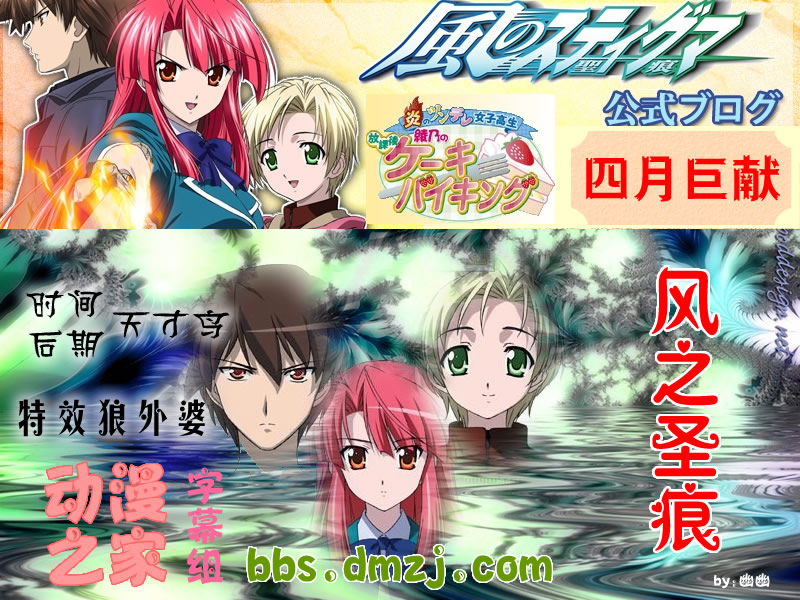 風のスティグマ
聖痕
公式ブログ
炎のツンデレ女子高生
放課後 綾乃の
ケーキ
バイキング
四月巨献
时间
后期
特效狼外婆
风之圣痕
动漫
之家
字幕组
bbs.dmzj.com
by:幽幽